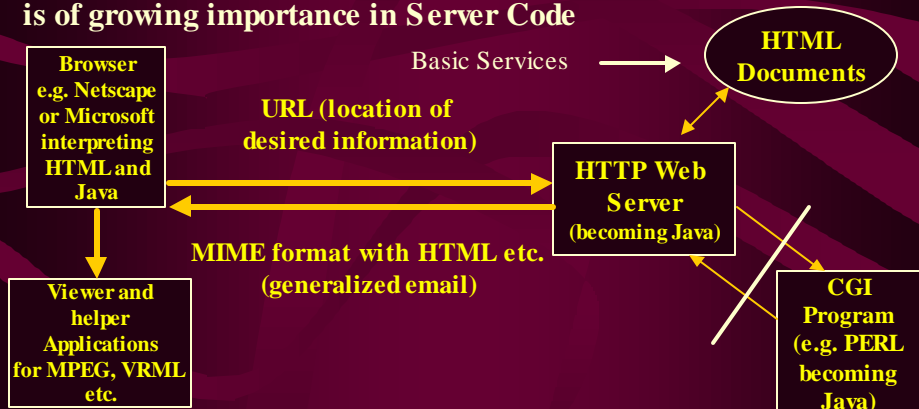 is of growing importance in Server Code
Browser
e.g. Netscape
or Microsoft
interpreting
HTML and
Java
Basic Services
HTML
Documents
URL (location of
desired information)
HTTP Web
Server
(becoming Java)
MIME format with HTML etc.
(generalized email)
Viewer and
helper
Applications
for MPEG, VRML
etc.
CGI
Program
(e.g. PERL
becoming
Java)